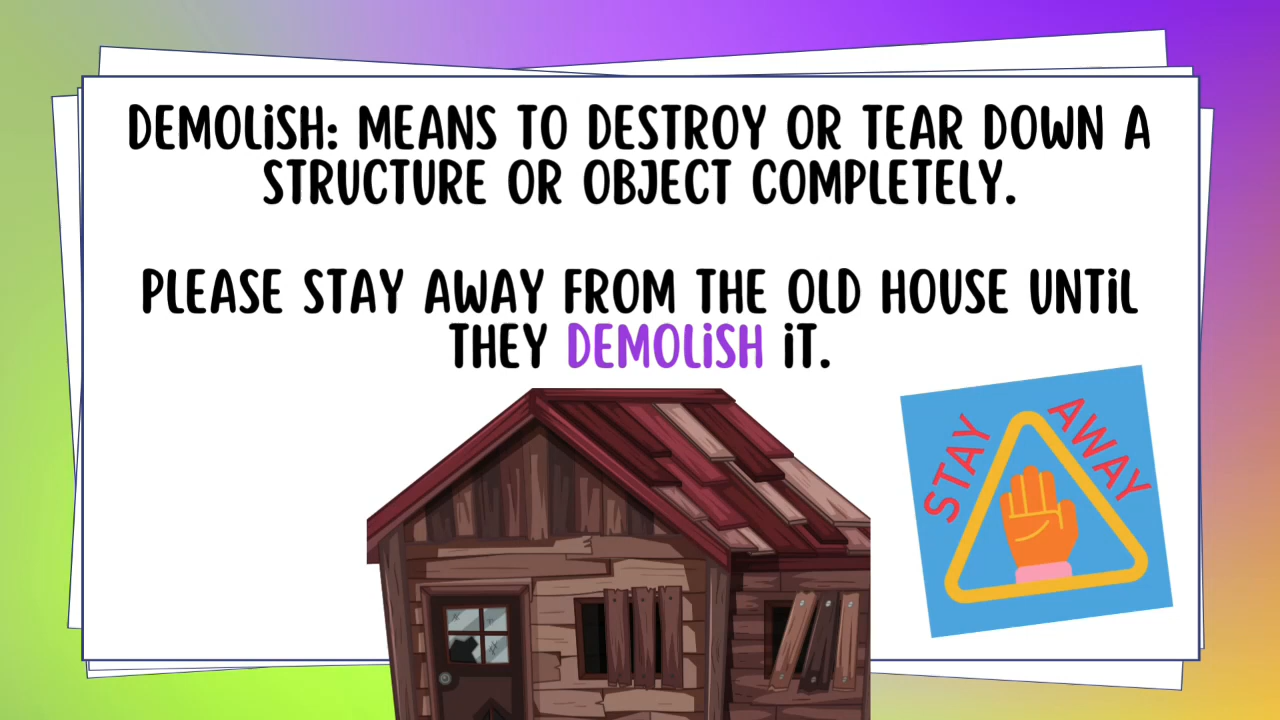 DEMOLiSH: MEANS TO DESTROY OR TEAR DOWN A
STRUCTURE OR OBJECT COMPLETELY.
PLEASE STAY AWAY FROM THE OLD HOUSE UNTiL
THEY DEMOLiSH iT.
STAY AWAY